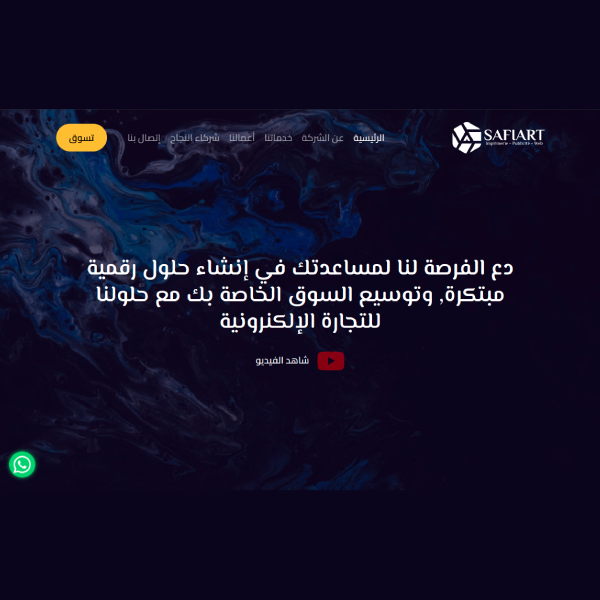 SAFIART
Imprimerie - Publicité - Web
الرئيسية عن الشركة خدماتنا أعمالنا شركاء النجاح إتصال بنا
تسوق
دع الفرصة لنا لمساعدتك في إنشاء حلول رقمية
مبتكرة, وتوسيع السوق الخاصة بك مع حلولنا
للتجارة الإلكترونية
شاهد الفيديو